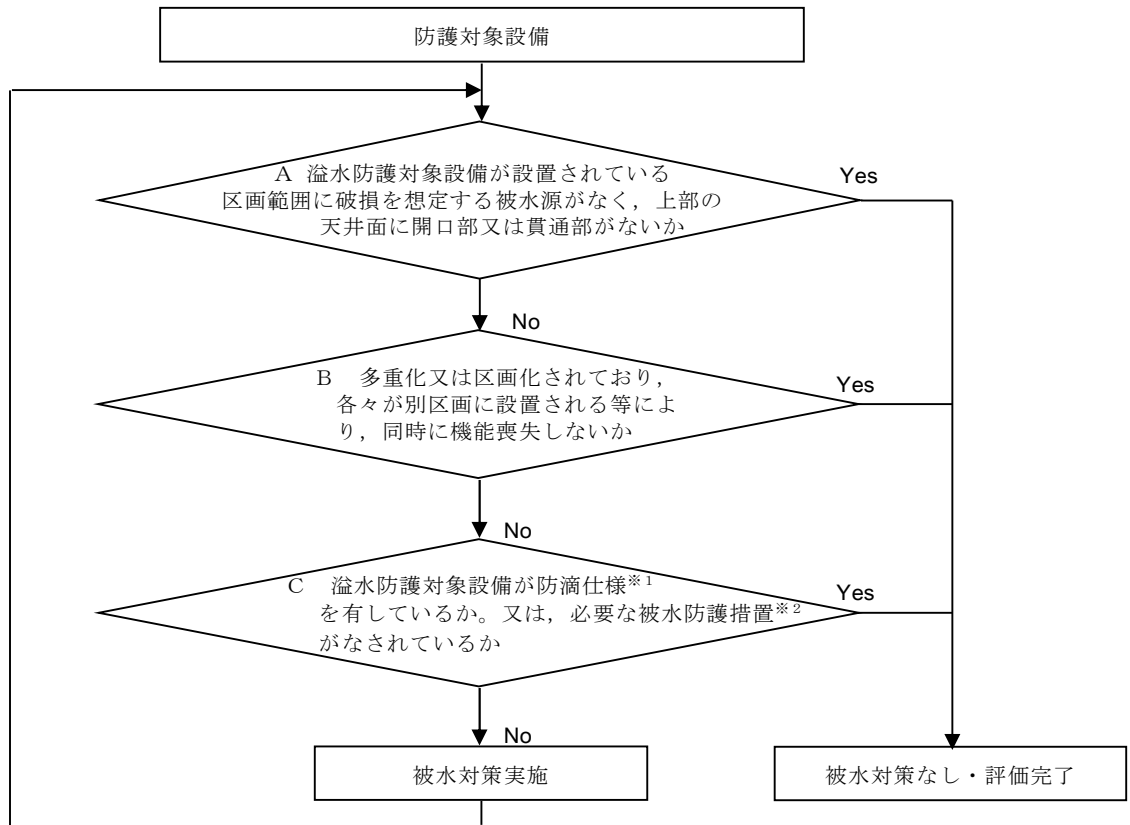 防護対象設備
A 溢水防護対象設備が設置されている
区画範囲に破損を想定する被水源がなく，上部の
天井面に開口部又は貫通部がないか
Yes
No
B 多重化又は区画化されており，
各々が別区画に設置される等によ
り，同時に機能喪失しないか
Yes
No
C 溢水防護対象設備が防滴仕様※1
を有しているか。又は，必要な被水防護措置※2
がなされているか
Yes
No
被水対策実施
被水対策なし・評価完了